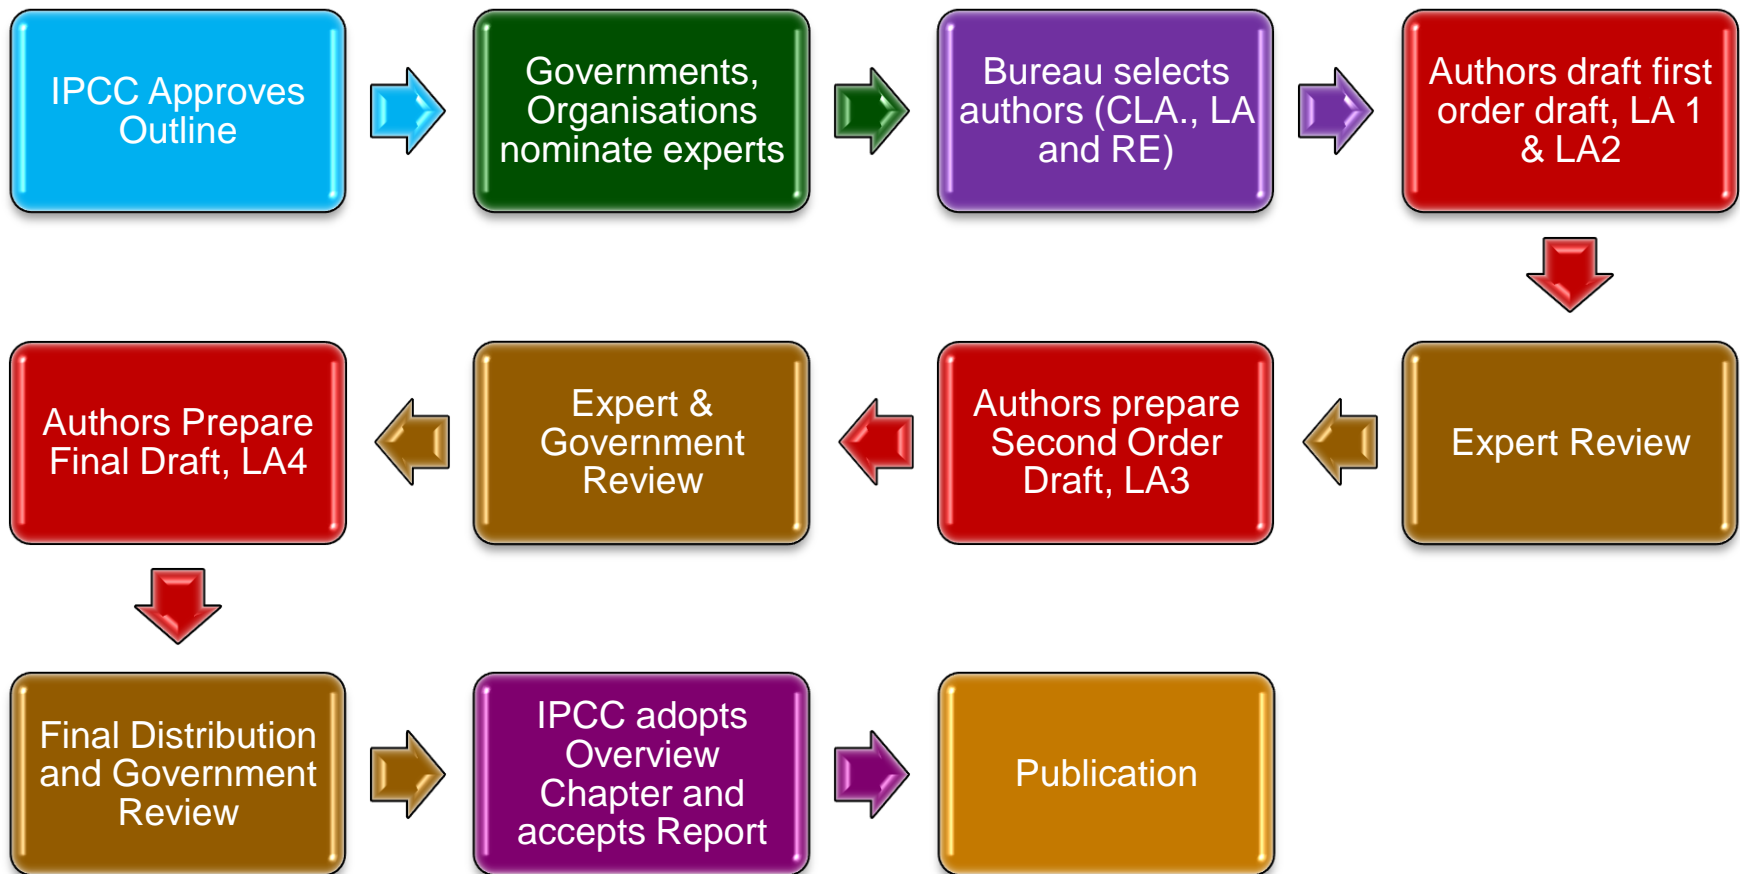 IPCC Approves
Outline
Governments,
Organisations
nominate experts
Bureau selects
authors (CLA., LA
and RE)
Authors draft first
order draft, LA 1
& LA2
Expert Review
Authors prepare
Second Order
Draft, LA3
Expert &
Government
Review
Authors Prepare
Final Draft, LA4
Final Distribution
and Government
Review
IPCC adopts
Overview
Chapter and
accepts Report
Publication